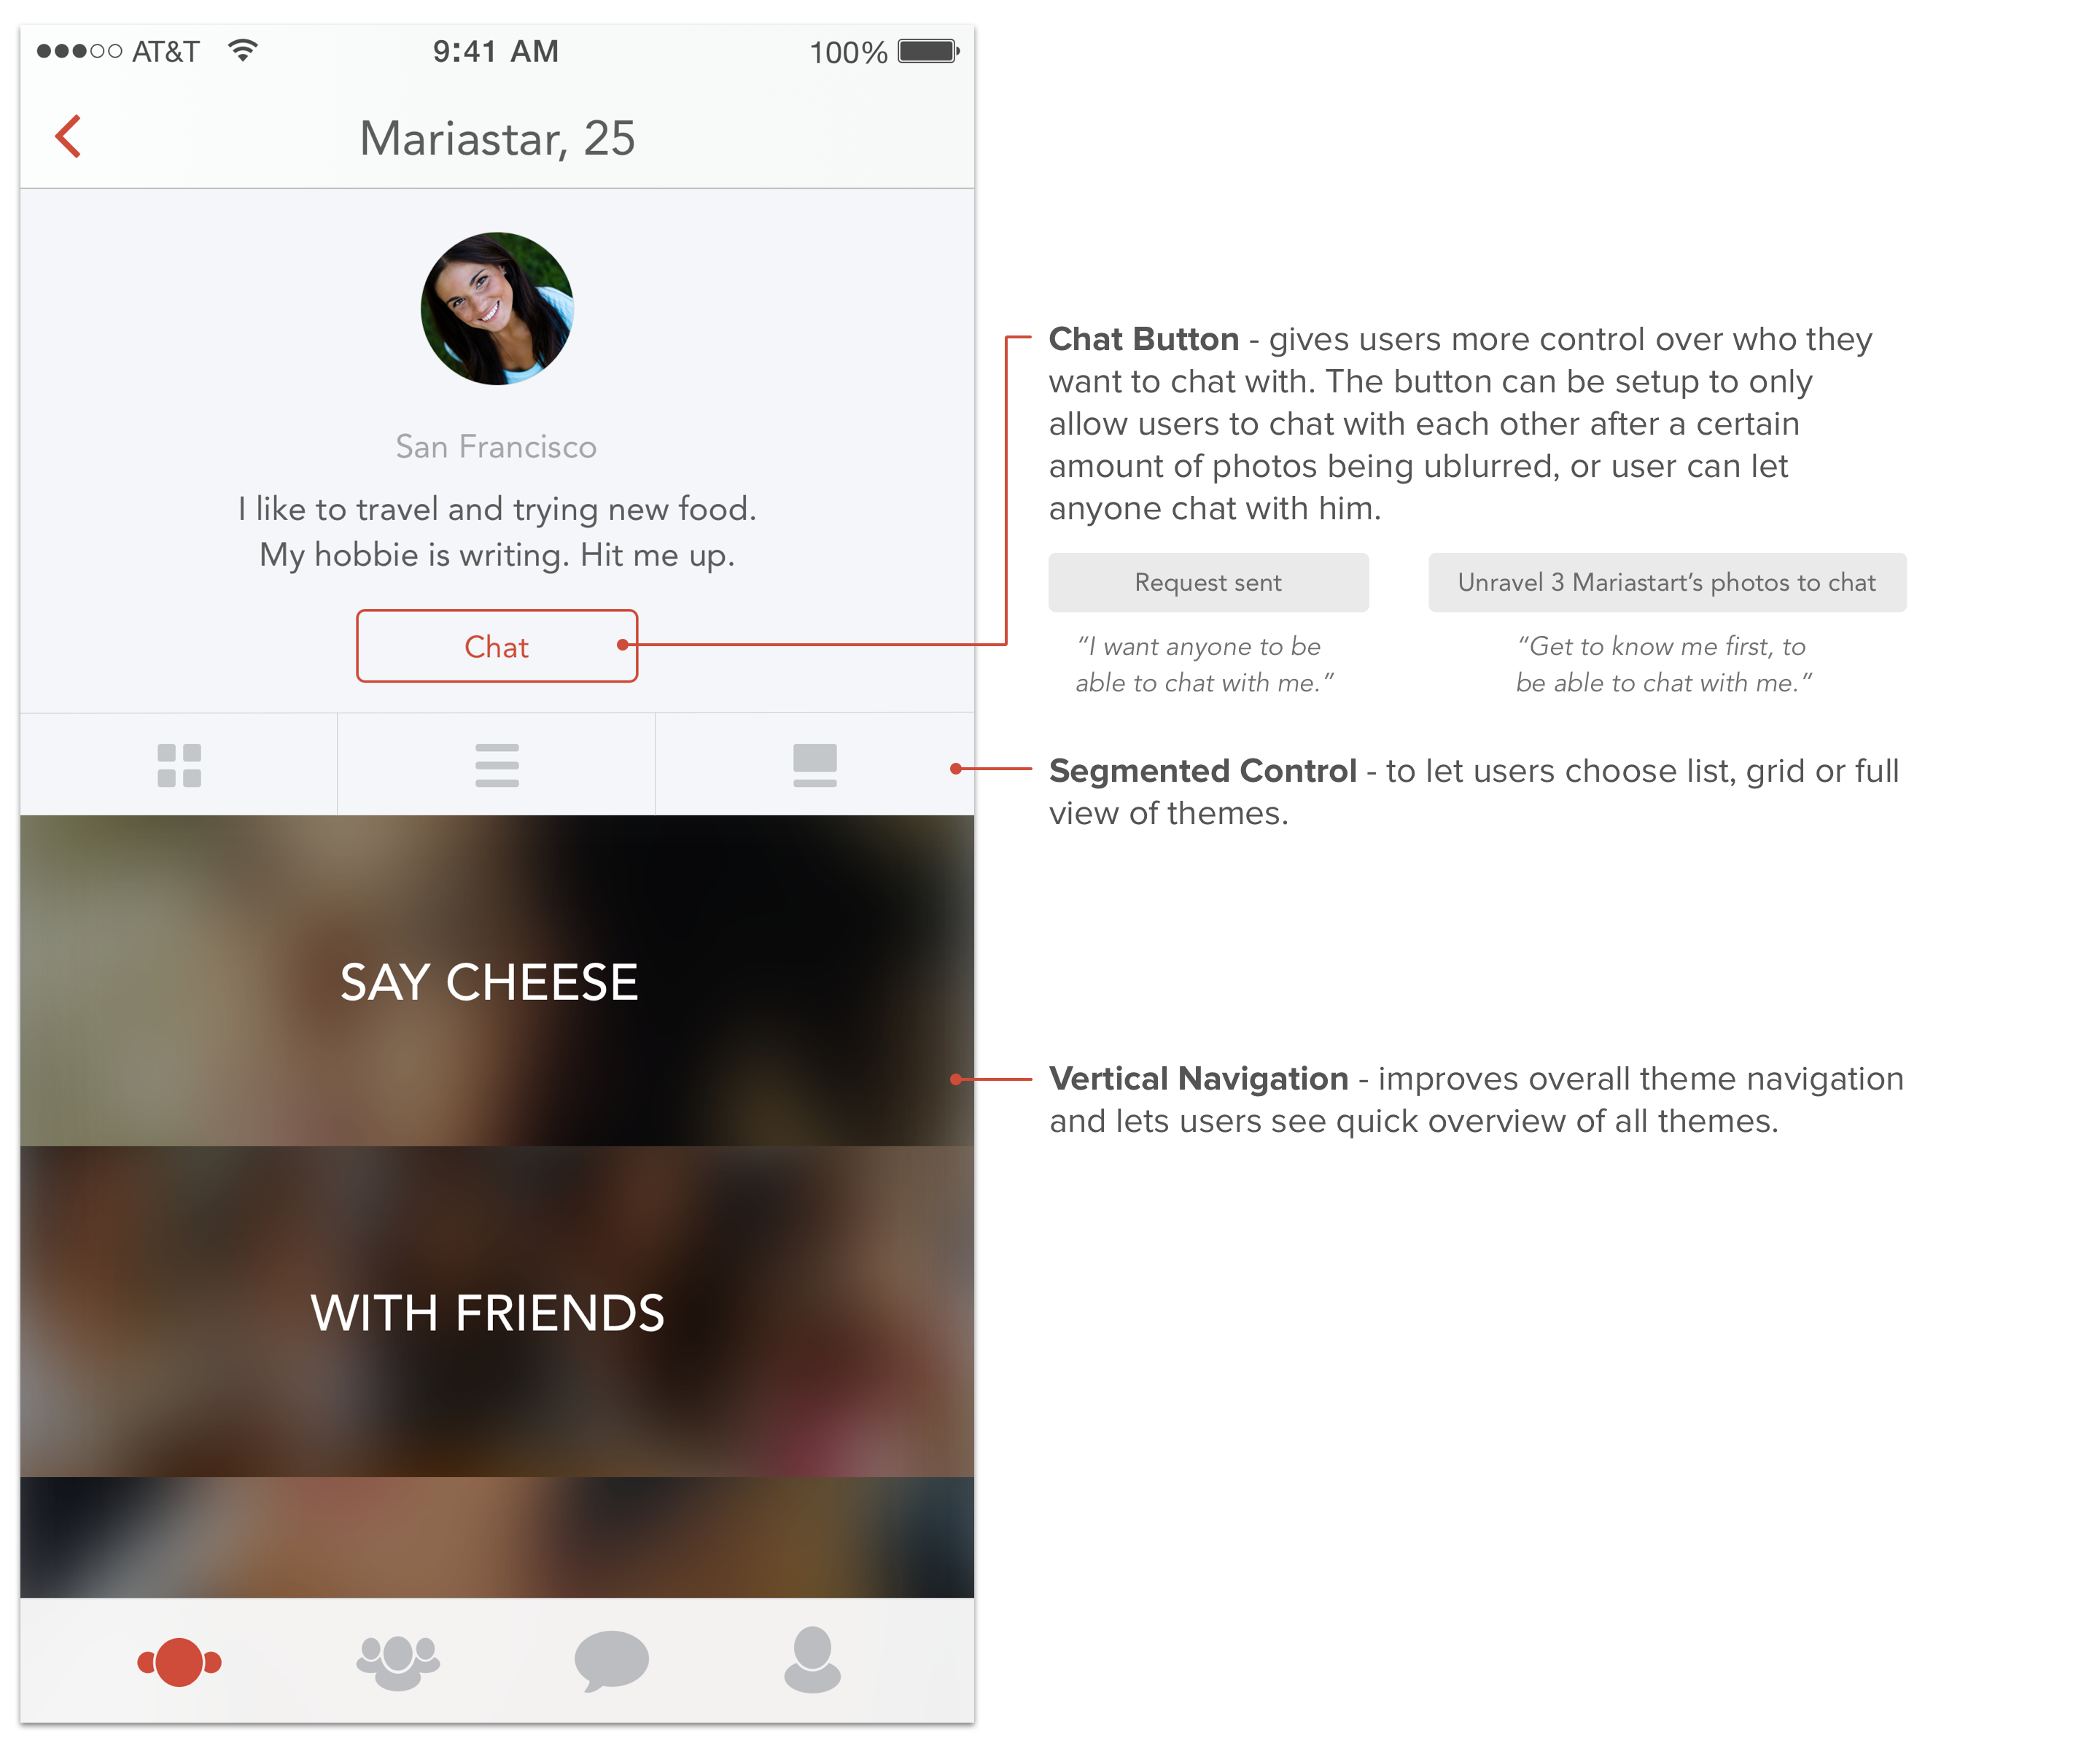 AT&T 9:41 AM 100%
Mariastar, 25
San Francisco
I like to travel and trying new food.
My hobbie is writing. Hit me up.
Chat
SAY CHEESE
WITH FRIENDS
Chat Button - gives users more control over who they
want to chat with. The button can be setup to only
allow users to chat with each other after a certain
amount of photos being ublurred, or user can let
anyone chat with him.
Request sent
“I want anyone to be
able to chat with me.”
Unravel 3 Mariastart’s photos to chat
“Get to know me first, to
be able to chat with me.”
Segmented Control - to let users choose list, grid or full
view of themes.
Vertical Navigation - improves overall theme navigation
and lets users see quick overview of all themes.